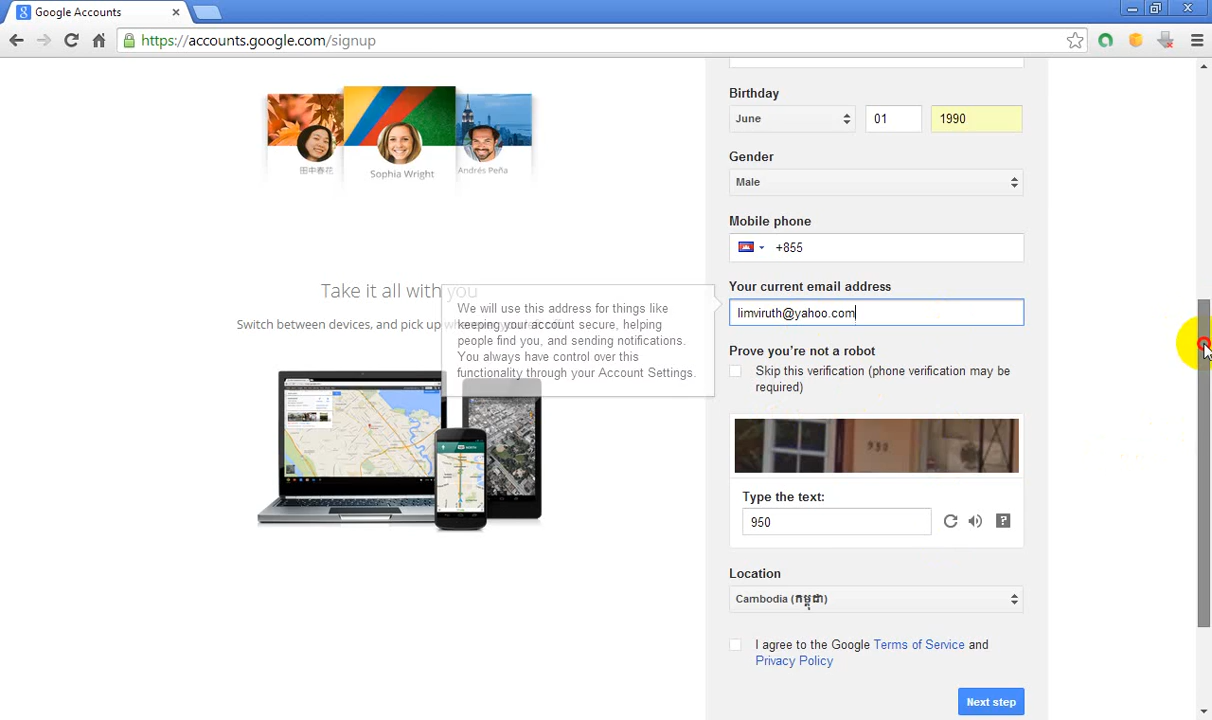 Google Accounts
https://accounts.google.com/signup
田中春花
Sophia Wright
Andrés Peña
Take it all with you
Switch between devices, and pick up
We will use this address for things like
keeping your account secure, helping
people find you, and sending notifications.
You always have control over this
functionality through your Account Settings.
Birthday
June
01
1990
Gender
Male
Mobile phone
+855
Your current email address
limviruth@yahoo.com
Prove you're not a robot
Skip this verification (phone verification may be
required)
950
Type the text:
950
Location
Cambodia (កម្ពុជា)
I agree to the Google Terms of Service and
Privacy Policy
Next step